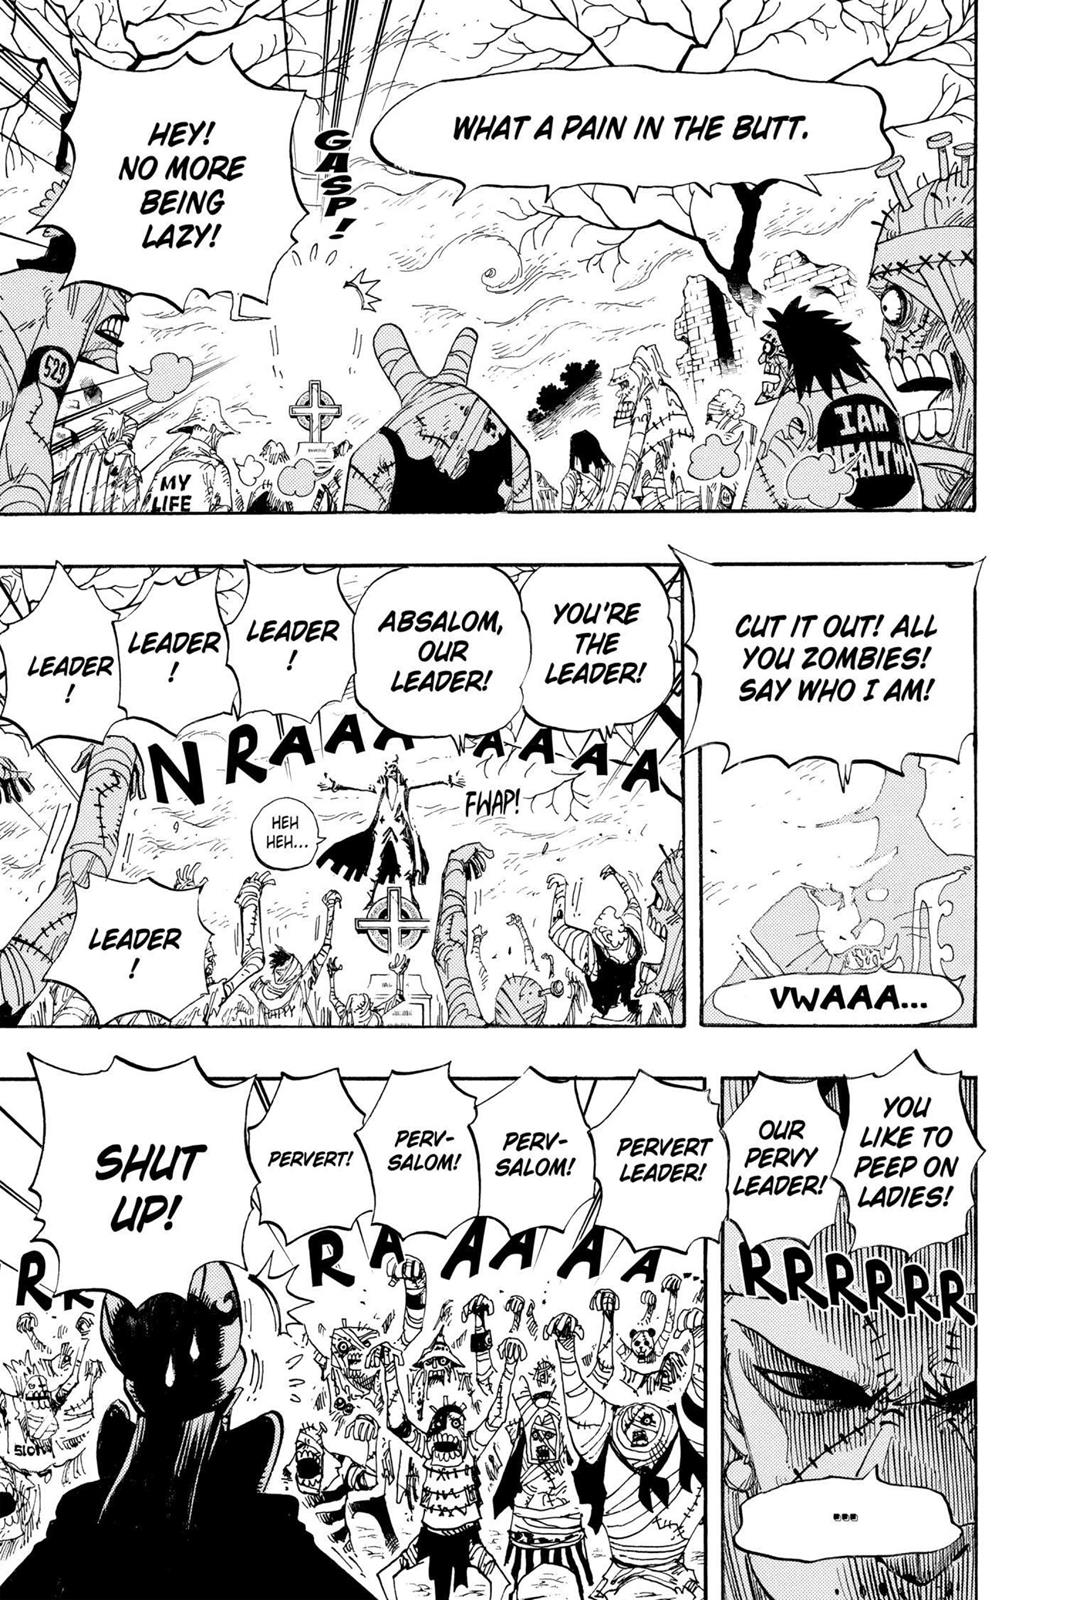 WHAT A PAIN IN THE BUTT.
GASP!
HEY!
NO MORE
BEING
LAZY!
529
MY
LIFE
I AM
HEALTHY
CUT IT OUT! ALL
YOU ZOMBIES!
SAY WHO I AM!
VWAAA...
YOU'RE
THE
LEADER!
ABSALOM,
OUR
LEADER!
LEADER
!
LEADER
!
LEADER
!
NRAAAAAAAA
FWAP!
HEH
HEH...
LEADER
!
YOU
LIKE TO
PEEP ON
LADIES!
OUR
PERVY
LEADER!
RRRRRR
...
PERVERT
LEADER!
PERV-
SALOM!
PERV-
SALOM!
PERVERT!
RAAAAA
SHUT
UP!
RR